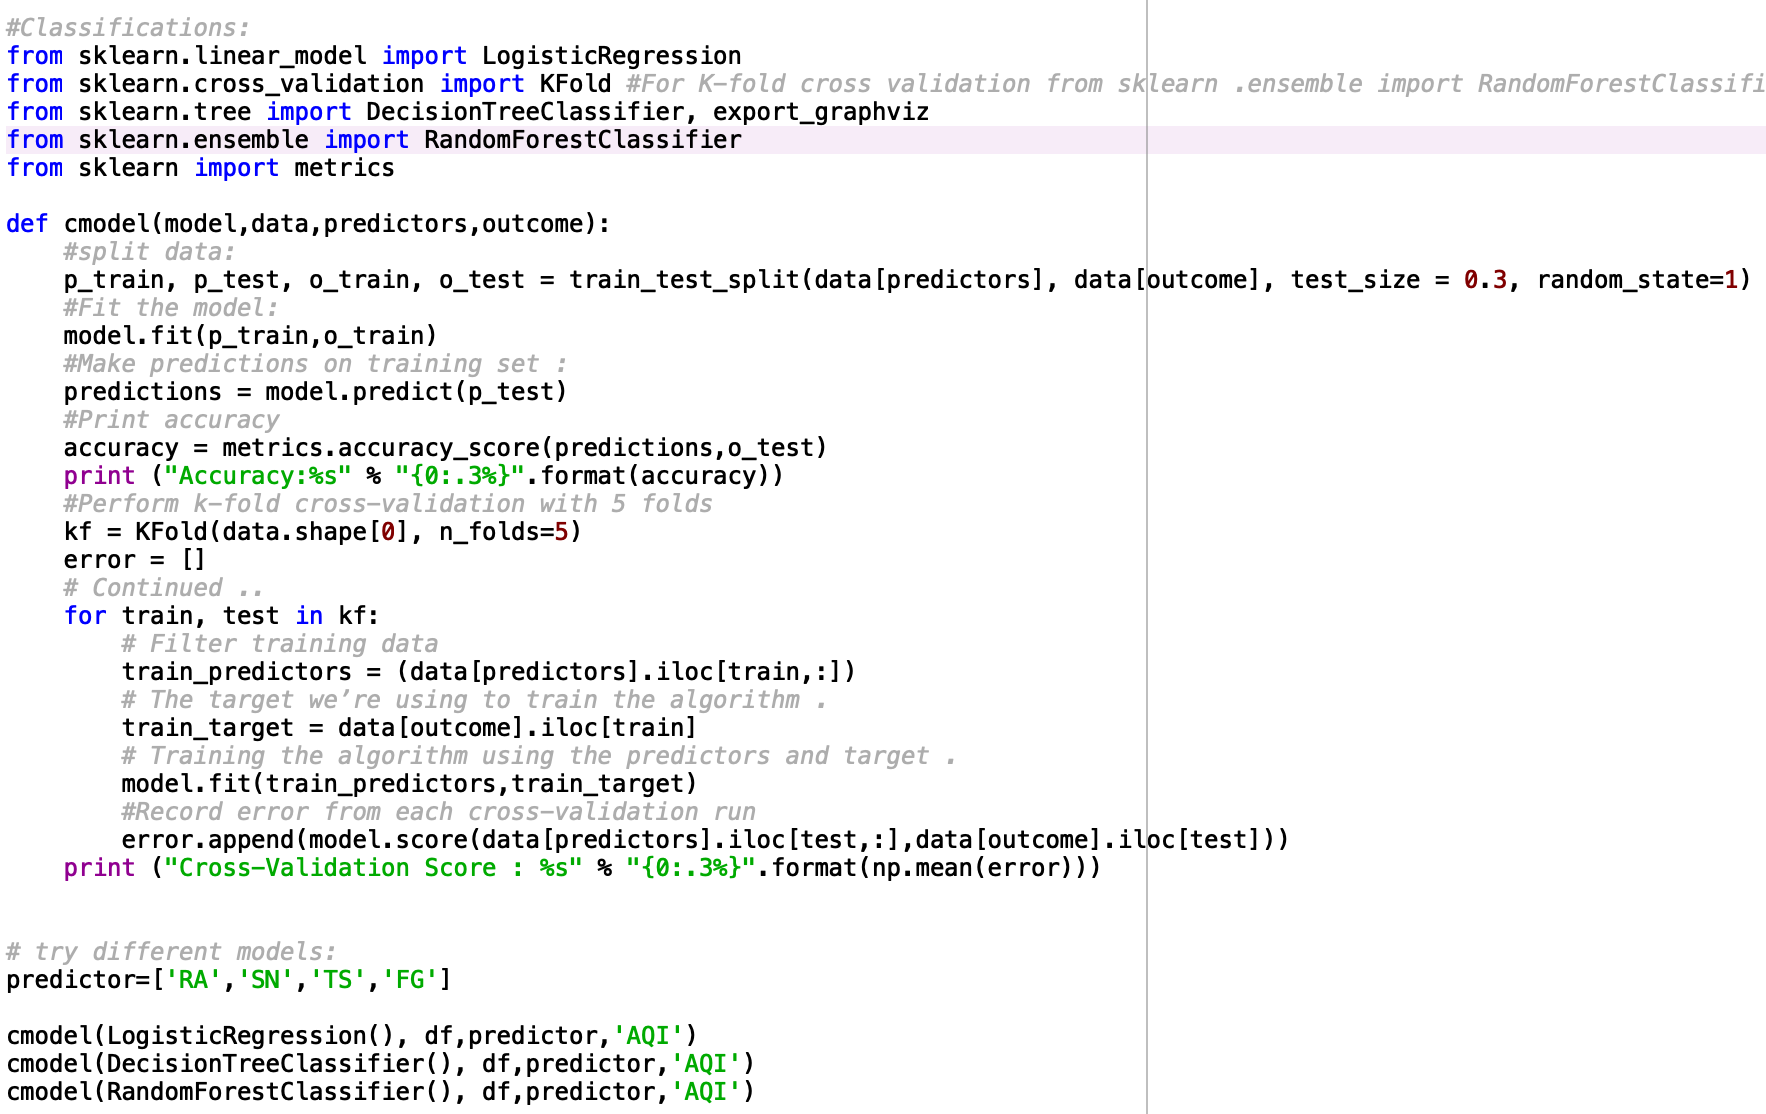 #Classifications:
from sklearn.linear_model import LogisticRegression
from sklearn.cross_validation import KFold #For K-fold cross validation from sklearn .ensemble import RandomForestClassifi
from sklearn.tree import DecisionTreeClassifier, export_graphviz
from sklearn.ensemble import RandomForestClassifier
from sklearn import metrics

def cmodel(model,data,predictors,outcome):
    #split data:
    p_train, p_test, o_train, o_test = train_test_split(data[predictors], data[outcome], test_size = 0.3, random_state=1)
    #Fit the model:
    model.fit(p_train,o_train)
    #Make predictions on training set :
    predictions = model.predict(p_test)
    #Print accuracy
    accuracy = metrics.accuracy_score(predictions,o_test)
    print ("Accuracy:%s" % "{0:.3%}".format(accuracy))
    #Perform k-fold cross-validation with 5 folds
    kf = KFold(data.shape[0], n_folds=5)
    error = []
    # Continued ..
    for train, test in kf:
        # Filter training data
        train_predictors = (data[predictors].iloc[train,:])
        # The target we’re using to train the algorithm .
        train_target = data[outcome].iloc[train]
        # Training the algorithm using the predictors and target .
        model.fit(train_predictors,train_target)
        #Record error from each cross-validation run
        error.append(model.score(data[predictors].iloc[test,:],data[outcome].iloc[test]))
    print ("Cross-Validation Score : %s" % "{0:.3%}".format(np.mean(error)))

# try different models:
predictor=['RA','SN','TS','FG']

cmodel(LogisticRegression(), df,predictor,'AQI')
cmodel(DecisionTreeClassifier(), df,predictor,'AQI')
cmodel(RandomForestClassifier(), df,predictor,'AQI')